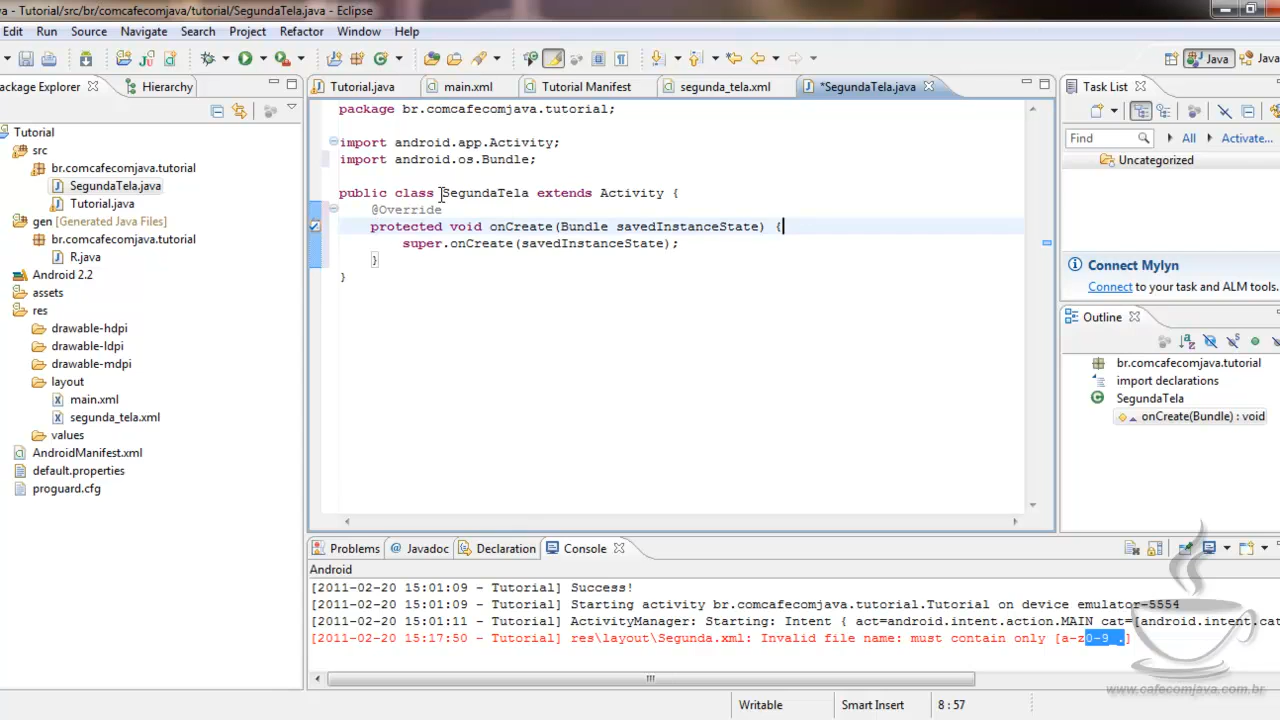 va - Tutorial/src/br/comcafecomjava/tutorial/SegundaTela.java - Eclipse
Edit Run Source Navigate Search Project Refactor Window Help
Java
Java
ackage Explorer
Hierarchy
Tutorial
src
br.comcafecomjava.tutorial
SegundaTela.java
Tutorial.java
gen [Generated Java Files]
br.comcafecomjava.tutorial
R.java
Android 2.2
assets
res
drawable-hdpi
drawable-ldpi
drawable-mdpi
layout
main.xml
segunda_tela.xml
values
AndroidManifest.xml
default.properties
proguard.cfg
Tutorial.java
main.xml
Tutorial Manifest
segunda_tela.xml
*SegundaTela.java
package br.comcafecomjava.tutorial;
import android.app.Activity;
import android.os.Bundle;
public class SegundaTela extends Activity {
@Override
protected void onCreate(Bundle savedInstanceState) {
super.onCreate(savedInstanceState);
}
}
Task List
Find
All
Activate...
Uncategorized
Connect Mylyn
Connect to your task and ALM tools.
Outline
br.comcafecomjava.tutorial
import declarations
SegundaTela
onCreate(Bundle) : void
Problems
@ Javadoc
Declaration
Console
Android
[2011-02-20 15:01:09 - Tutorial] Success!
[2011-02-20 15:01:09 - Tutorial] Starting activity br.comcafecomjava.tutorial.Tutorial on device emulator-5554
[2011-02-20 15:01:11 - Tutorial] ActivityManager: Starting: Intent { act=android.intent.action.MAIN cat=[android.intent.cat
[2011-02-20 15:17:50 - Tutorial] res\layout\Segunda.xml: Invalid file name: must contain only [a-z0-9_.]
www.cafecomjava.com.br
Writable
Smart Insert
8 : 57